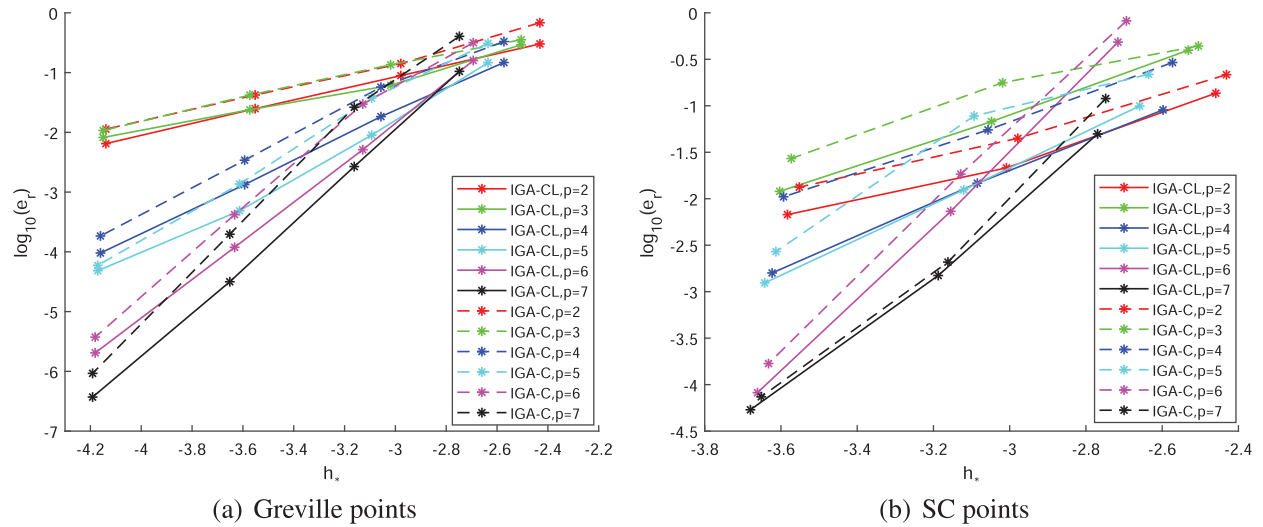 0
-1
-2
-3
-4
-5
-6
-7
log10(er)
-4.2 -4 -3.8 -3.6 -3.4 -3.2 -3 -2.8 -2.6 -2.4 -2.2
h*
IGA-CL,p=2
IGA-CL,p=3
IGA-CL,p=4
IGA-CL,p=5
IGA-CL,p=6
IGA-CL,p=7
IGA-C,p=2
IGA-C,p=3
IGA-C,p=4
IGA-C,p=5
IGA-C,p=6
IGA-C,p=7
(a) Greville points
0
-0.5
-1
-1.5
-2
-2.5
-3
-3.5
-4
-4.5
log10(er)
-3.8 -3.6 -3.4 -3.2 -3 -2.8 -2.6 -2.4
h*
IGA-CL,p=2
IGA-CL,p=3
IGA-CL,p=4
IGA-CL,p=5
IGA-CL,p=6
IGA-CL,p=7
IGA-C,p=2
IGA-C,p=3
IGA-C,p=4
IGA-C,p=5
IGA-C,p=6
IGA-C,p=7
(b) SC points